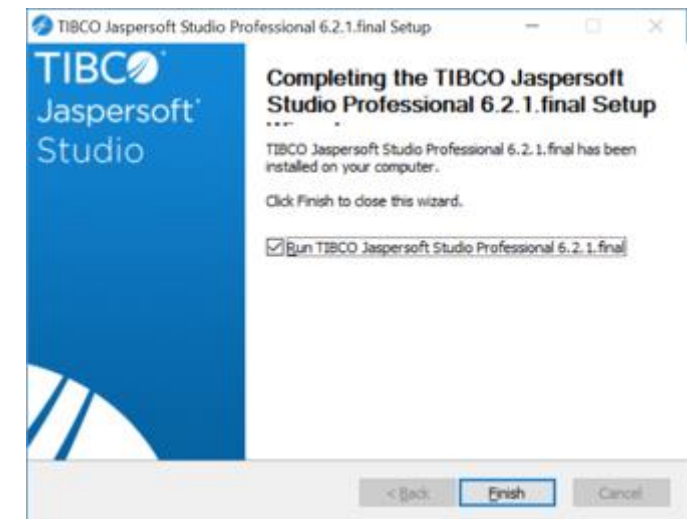 TIBCO Jaspersoft Studio Professional 6.2.1.final Setup
TIBCO
Jaspersoft
Studio
Completing the TIBCO Jaspersoft
Studio Professional 6.2.1.final Setup
TIBCO Jaspersoft Studio Professional 6.2.1.final has been
installed on your computer.
Click Finish to close this wizard.
Run TIBCO Jaspersoft Studio Professional 6.2.1.final
< Back Finish Cancel